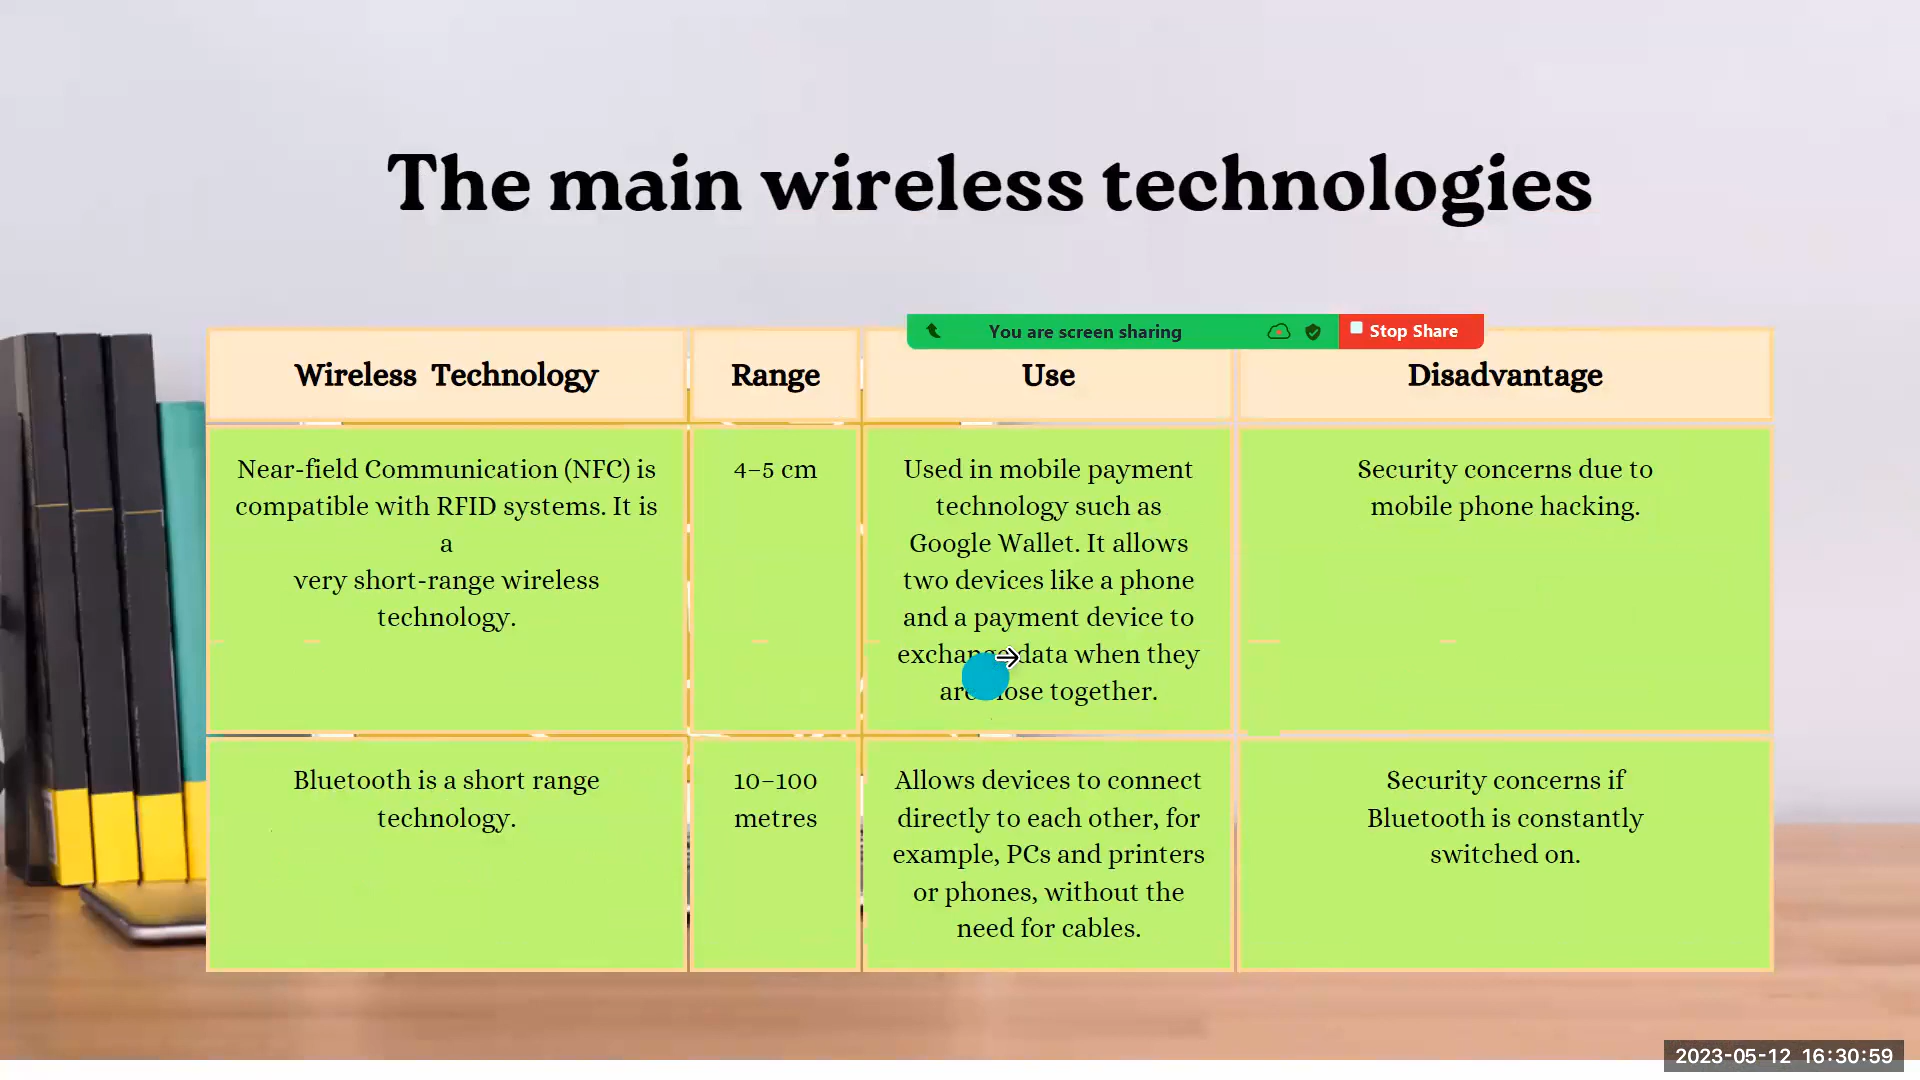 The main wireless technologies
You are screen sharing
Stop Share
Wireless Technology
Range
Use
Disadvantage
Near-field Communication (NFC) is
compatible with RFID systems. It is
a
very short-range wireless
technology.
4–5 cm
Used in mobile payment
technology such as
Google Wallet. It allows
two devices like a phone
and a payment device to
exchange data when they
are close together.
Security concerns due to
mobile phone hacking.
Bluetooth is a short range
technology.
10–100
metres
Allows devices to connect
directly to each other, for
example, PCs and printers
or phones, without the
need for cables.
Security concerns if
Bluetooth is constantly
switched on.
2023-05-12 16:30:59